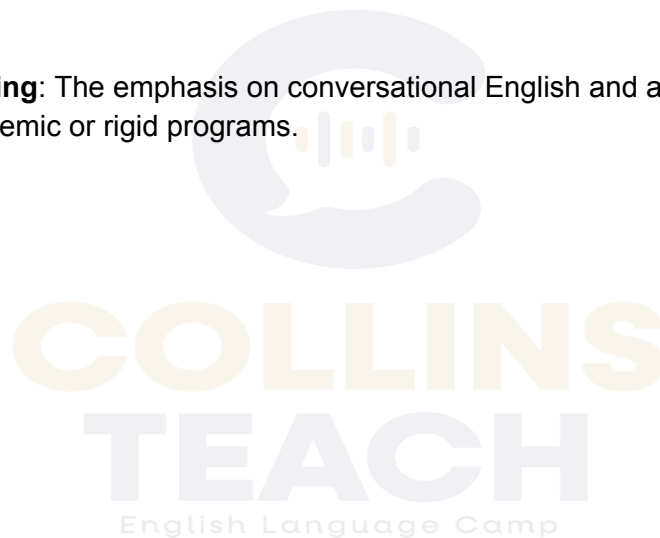 ing: The emphasis on conversational English and a
emic or rigid programs.
COLLINS
TEACH
English Language Camp